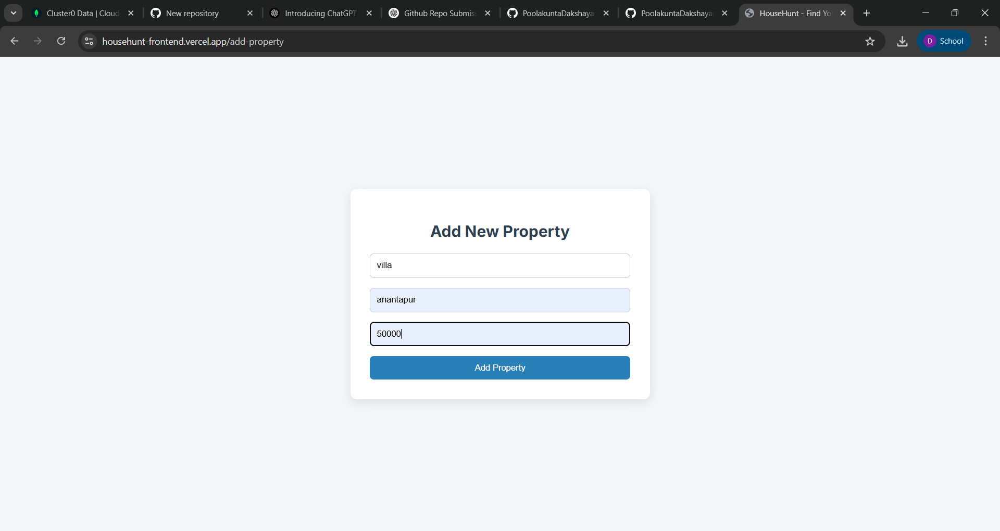 Cluster0 Data | Cloud
New repository
Introducing ChatGPT
Github Repo Submis
PoolakuntaDakshaya
PoolakuntaDakshaya
HouseHunt - Find Yo
househunt-frontend.vercel.app/add-property
D School
Add New Property
villa
anantapur
50000
Add Property